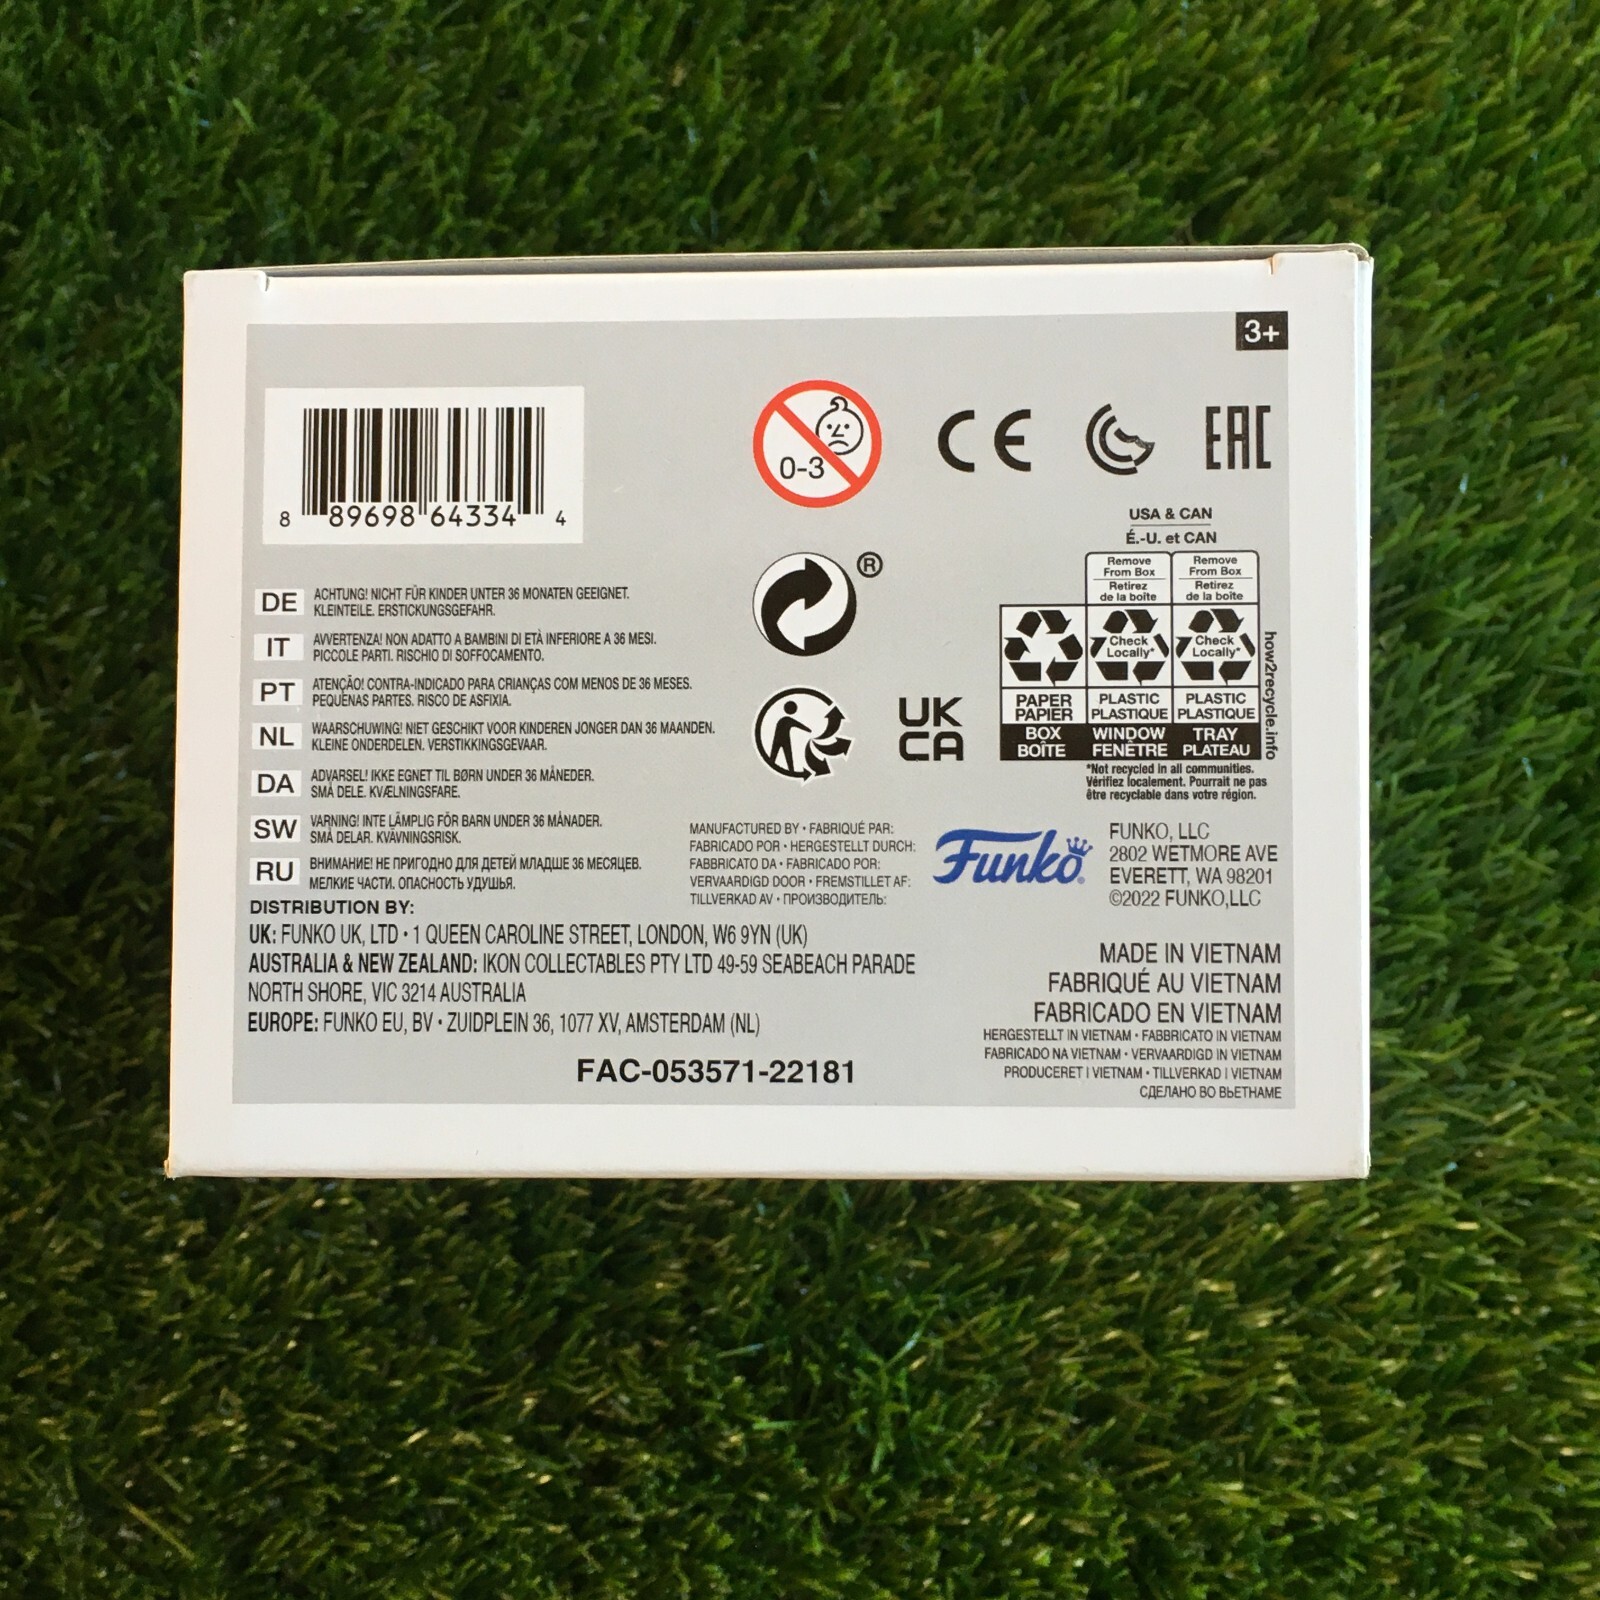 3+
8 89698 64334 4
0-3
CE
EAC
USA & CAN
É.-U. et CAN
Remove
From Box
Retirez
de la boîte
Remove
From Box
Retirez
de la boîte
Check
Locally*
Check
Locally*
PAPER
PAPIER
PLASTIC
PLASTIQUE
PLASTIC
PLASTIQUE
BOX
BOÎTE
WINDOW
FENÊTRE
TRAY
PLATEAU
how2recycle.info
*Not recycled in all communities.
Vérifiez localement. Pourrait ne pas
être recyclable dans votre région.
®
UK
CA
DE ACHTUNG! NICHT FÜR KINDER UNTER 36 MONATEN GEEIGNET.
KLEINTEILE. ERSTICKUNGSGEFAHR.
IT AVVERTENZA! NON ADATTO A BAMBINI DI ETÀ INFERIORE A 36 MESI.
PICCOLE PARTI. RISCHIO DI SOFFOCAMENTO.
PT ATENÇÃO! CONTRA-INDICADO PARA CRIANÇAS COM MENOS DE 36 MESES.
PEQUENAS PARTES. RISCO DE ASFIXIA.
NL WAARSCHUWING! NIET GESCHIKT VOOR KINDEREN JONGER DAN 36 MAANDEN.
KLEINE ONDERDELEN. VERSTIKKINGSGEVAAR.
DA ADVARSEL! IKKE EGNET TIL BØRN UNDER 36 MÅNEDER.
SMÅ DELE. KVÆLNINGSFARE.
SW VARNING! INTE LÄMPLIG FÖR BARN UNDER 36 MÅNADER.
SMÅ DELAR. KVÄVNINGSRISK.
RU ВНИМАНИЕ! НЕ ПРИГОДНО ДЛЯ ДЕТЕЙ МЛАДШЕ 36 МЕСЯЦЕВ.
МЕЛКИЕ ЧАСТИ. ОПАСНОСТЬ УДУШЬЯ.
MANUFACTURED BY • FABRIQUÉ PAR:
FABRICADO POR • HERGESTELLT DURCH:
FABBRICATO DA • FABRICADO POR:
VERVAARDIGD DOOR • FREMSTILLET AF:
TILLVERKAD AV • ПРОИЗВОДИТЕЛЬ:
Funko
FUNKO, LLC
2802 WETMORE AVE
EVERETT, WA 98201
©2022 FUNKO,LLC
DISTRIBUTION BY:
UK: FUNKO UK, LTD • 1 QUEEN CAROLINE STREET, LONDON, W6 9YN (UK)
AUSTRALIA & NEW ZEALAND: IKON COLLECTABLES PTY LTD 49-59 SEABEACH PARADE
NORTH SHORE, VIC 3214 AUSTRALIA
EUROPE: FUNKO EU, BV • ZUIDPLEIN 36, 1077 XV, AMSTERDAM (NL)
FAC-053571-22181
MADE IN VIETNAM
FABRIQUÉ AU VIETNAM
FABRICADO EN VIETNAM
HERGESTELLT IN VIETNAM • FABBRICATO IN VIETNAM
FABRICADO NA VIETNAM • VERVAARDIGD IN VIETNAM
PRODUCERET I VIETNAM • TILLVERKAD I VIETNAM
СДЕЛАНО ВО ВЬЕТНАМЕ